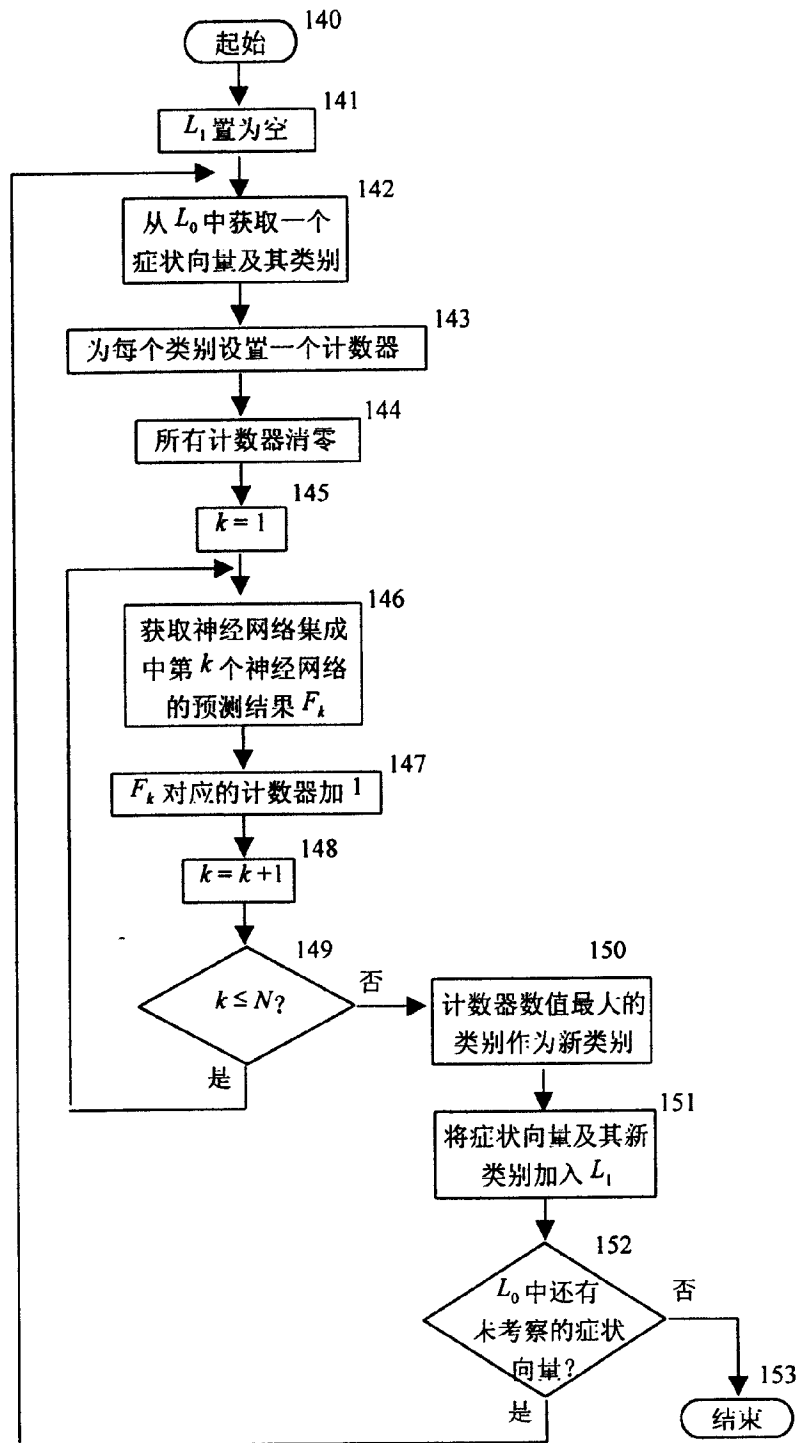 140
起始
141
L₁置为空
142
从L₀中获取一个
症状向量及其类别
143
为每个类别设置一个计数器
144
所有计数器消零
145
k = 1
146
获取神经网络集成
中第k个神经网络
的预测结果Fₖ
147
Fₖ对应的计数器加1
148
k = k+1
149
k ≤ N?
否
是
150
计数器数值最大的
类别作为新类别
151
将症状向量及其新
类别加入L₁
152
L₀中还有
未考察的症状
向量?
否
是
153
结束